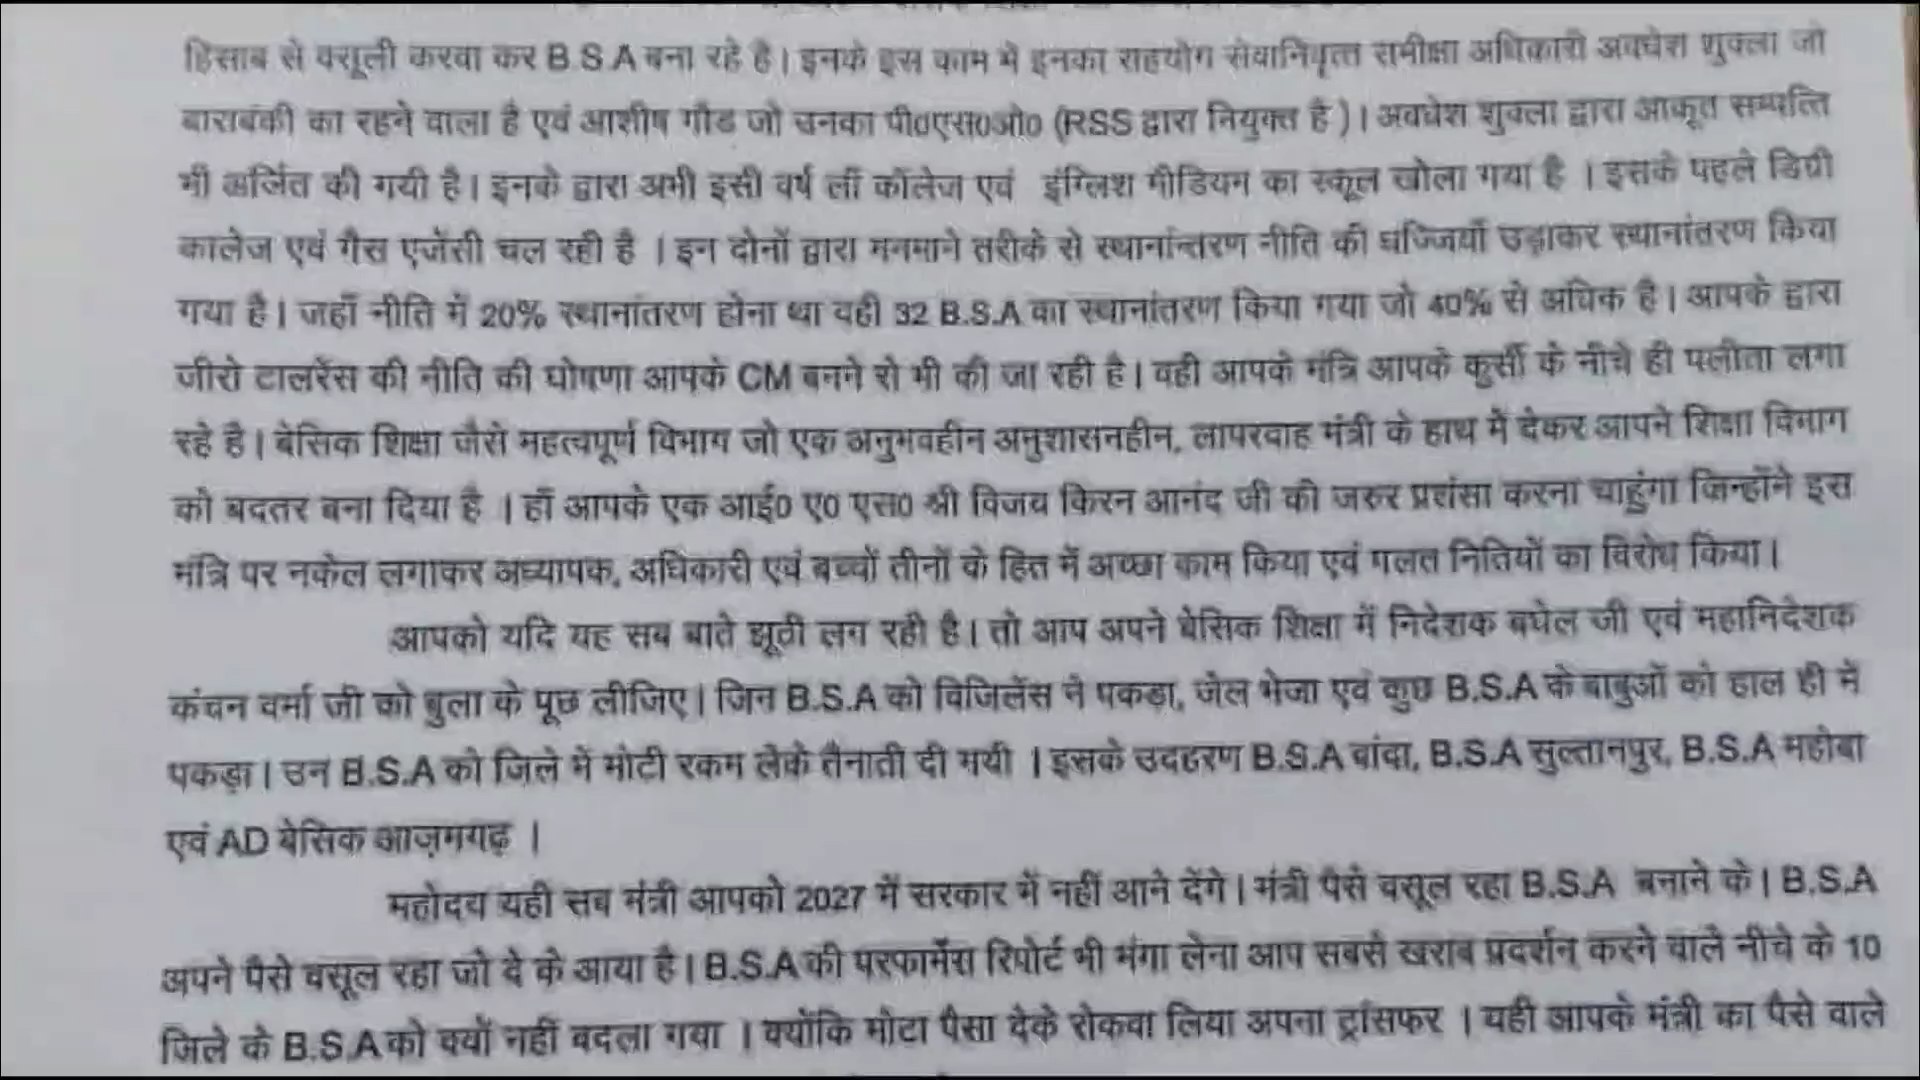 हिसाब से वसूली करवा कर B.S.A बना रहे है। इनके इस काम मे इनका सहयोग सेवानिवृत्त समीक्षा अधिकारी अवधेश शुक्ला जो
बाराबंकी का रहने वाला है एवं आशीष गौड जो उनका पी0एस0ओ0 (RSS द्वारा नियुक्त है )। अवधेश शुक्ला द्वारा आकूत सम्पत्ति
भी अर्जित की गयी है। इनके द्वारा अभी इसी वर्ष लॉ कॉलेज एवं इंग्लिश मीडियम का स्कूल खोला गया है । इसके पहले डिग्री
कालेज एवं गैस एजेंसी चल रही है । इन दोनों द्वारा मनमाने तरीके से स्थानांन्तरण नीति की धज्जियाँ उड़ाकर स्थानांतरण किया
गया है। जहाँ नीति में 20% स्थानांतरण होना था वही 32 B.S.A का स्थानांतरण किया गया जो 40% से अधिक है। आपके द्वारा
जीरो टालरेंस की नीति की घोषणा आपके CM बनने से भी की जा रही है। वही आपके मंत्रि आपके कुर्सी के नीचे ही पलीता लगा
रहे है। बेसिक शिक्षा जैसे महत्वपूर्ण विभाग जो एक अनुभवहीन अनुशासनहीन, लापरवाह मंत्री के हाथ में देकर आपने शिक्षा विभाग
को बदतर बना दिया है । हाँ आपके एक आई0 ए0 एस0 श्री विजय किरन आनंद जी की जरुर प्रशंसा करना चाहुंगा जिन्होंने इस
मंत्रि पर नकेल लगाकर अध्यापक, अधिकारी एवं बच्चों तीनों के हित में अच्छा काम किया एवं गलत नितियों का विरोध किया।
आपको यदि यह सब बाते झूठी लग रही है। तो आप अपने बेसिक शिक्षा में निदेशक बघेल जी एवं महानिदेशक
कंचन वर्मा जी को बुला के पूछ लीजिए। जिन B.S.A को विजिलेंस ने पकड़ा, जेल भेजा एवं कुछ B.S.A के बाबुओं को हाल ही में
पकड़ा। उन B.S.A को जिले में मोटी रकम लेके तैनाती दी गयी । इसके उदहरण B.S.A बांदा, B.S.A सुल्तानपुर, B.S.A महोबा
एवं AD बेसिक आज़मगढ़ ।
महोदय यही सब मंत्री आपको 2027 में सरकार में नहीं आने देंगे। मंत्री पैसे वसूल रहा B.S.A बनाने के। B.S.A
अपने पैसे वसूल रहा जो दे के आया है। B.S.A की परफार्मेंस रिपोर्ट भी मंगा लेना आप सबसे खराब प्रदर्शन करने वाले नीचे के 10
जिले के B.S.A को क्यों नहीं बदला गया । क्योंकि मोटा पैसा देके रोकवा लिया अपना ट्रांसफर । यही आपके मंत्री का पैसे वाले